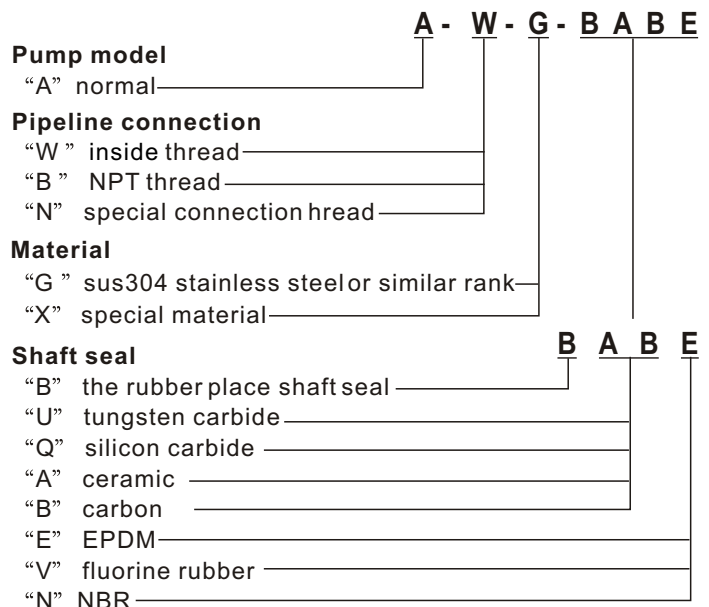 A - W - G - B A B E
Pump model
“A” normal
Pipeline connection
“W ” inside thread
“B ” NPT thread
“N” special connection hread
Material
“G ” sus304 stainless steel or similar rank
“X” special material
B A B E
Shaft seal
“B” the rubber place shaft seal
“U” tungsten carbide
“Q” silicon carbide
“A” ceramic
“B” carbon
“E” EPDM
“V” fluorine rubber
“N” NBR